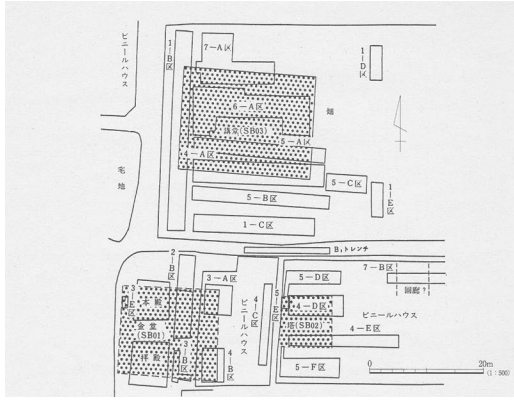 ビニールハウス
1-B区
7-A区
1-D区
6-A区
畑
講堂(SB03)
5-A区
4-A区
宅地
5-C区
1-E区
5-B区
1-C区
B₁トレンチ
2-B区
3-A区
7-B区
回廊?
5-D区
3-E区
本殿
4-C区
ビニールハウス
5-E区
4-D区
ビニールハウス
塔(SB02)
金堂
(SB01)
4-E区
拝殿
3-B区
4-B区
5-F区
0
20m
(1:500)